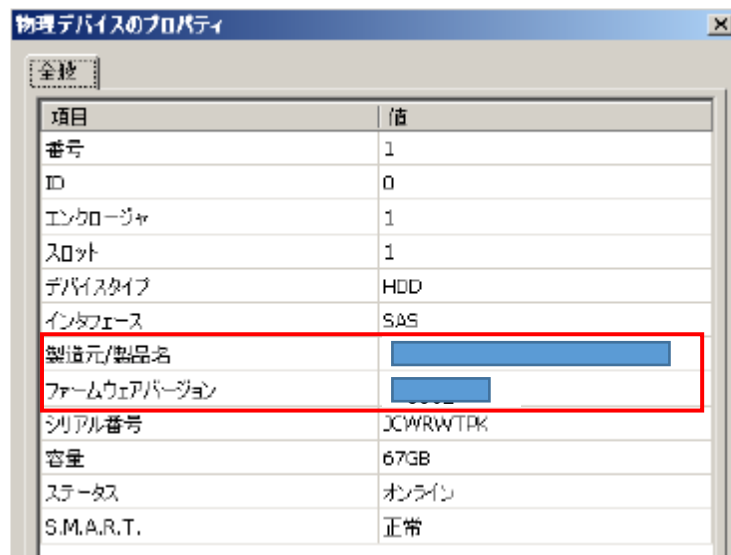 物理デバイスのプロパティ
全般
項目 値
番号 1
ID 0
エンクロージャ 1
スロット 1
デバイスタイプ HDD
インタフェース SAS
製造元/製品名
ファームウェアバージョン
シリアル番号 JCWRWTPK
容量 67GB
ステータス オンライン
S.M.A.R.T. 正常